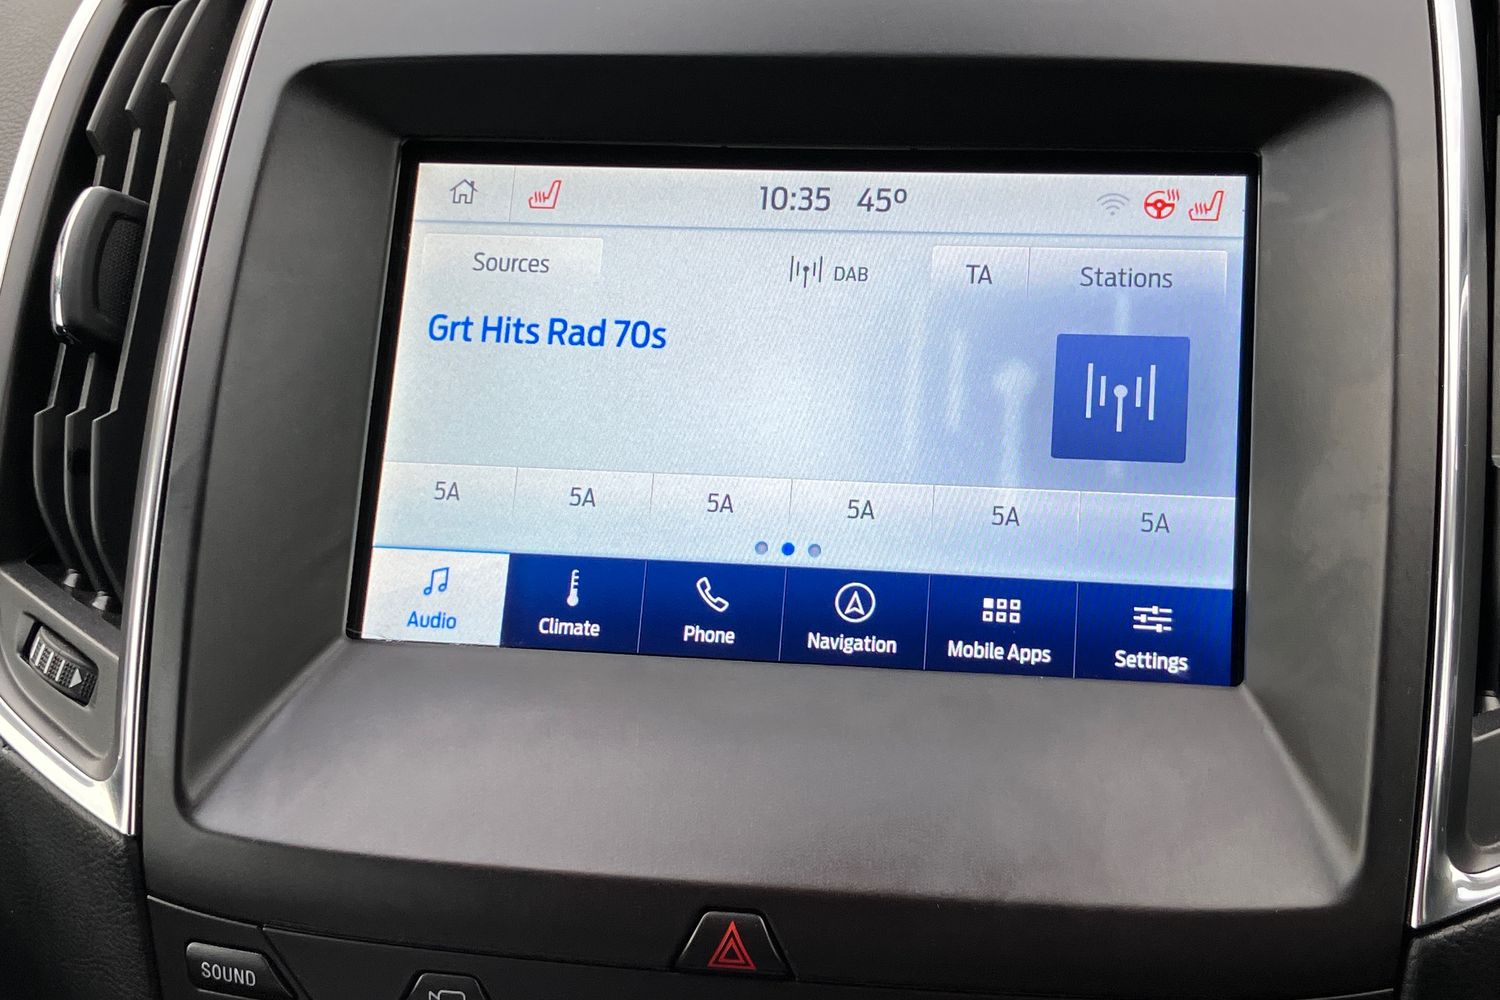 10:35 45º
Sources DAB TA Stations
Grt Hits Rad 70s
5A 5A 5A 5A 5A 5A
Audio Climate Phone Navigation Mobile Apps Settings
SOUND